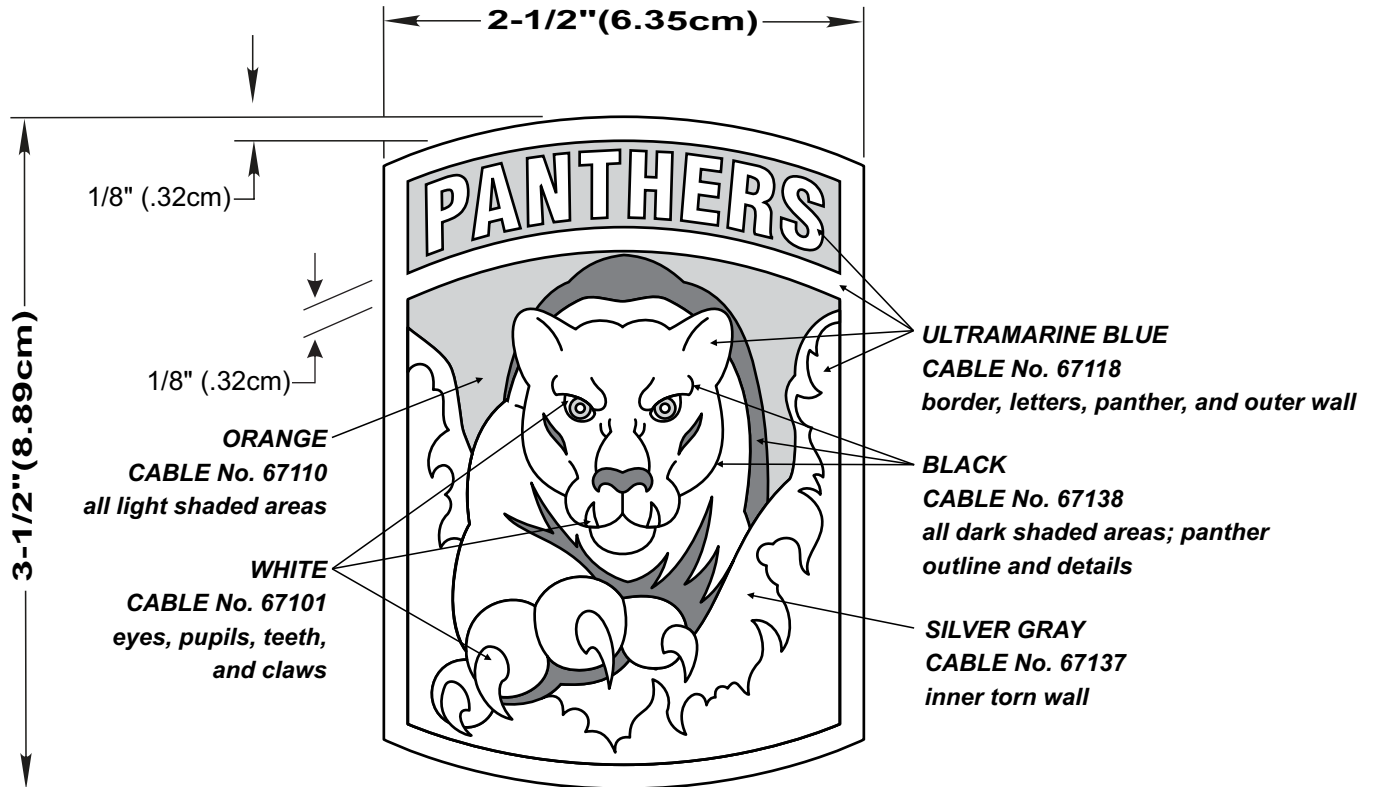 2-1/2"(6.35cm)
PANTHERS
1/8" (.32cm)
3-1/2"(8.89cm)
1/8" (.32cm)
ORANGE
CABLE No. 67110
all light shaded areas
WHITE
CABLE No. 67101
eyes, pupils, teeth,
and claws
ULTRAMARINE BLUE
CABLE No. 67118
border, letters, panther, and outer wall
BLACK
CABLE No. 67138
all dark shaded areas; panther
outline and details
SILVER GRAY
CABLE No. 67137
inner torn wall